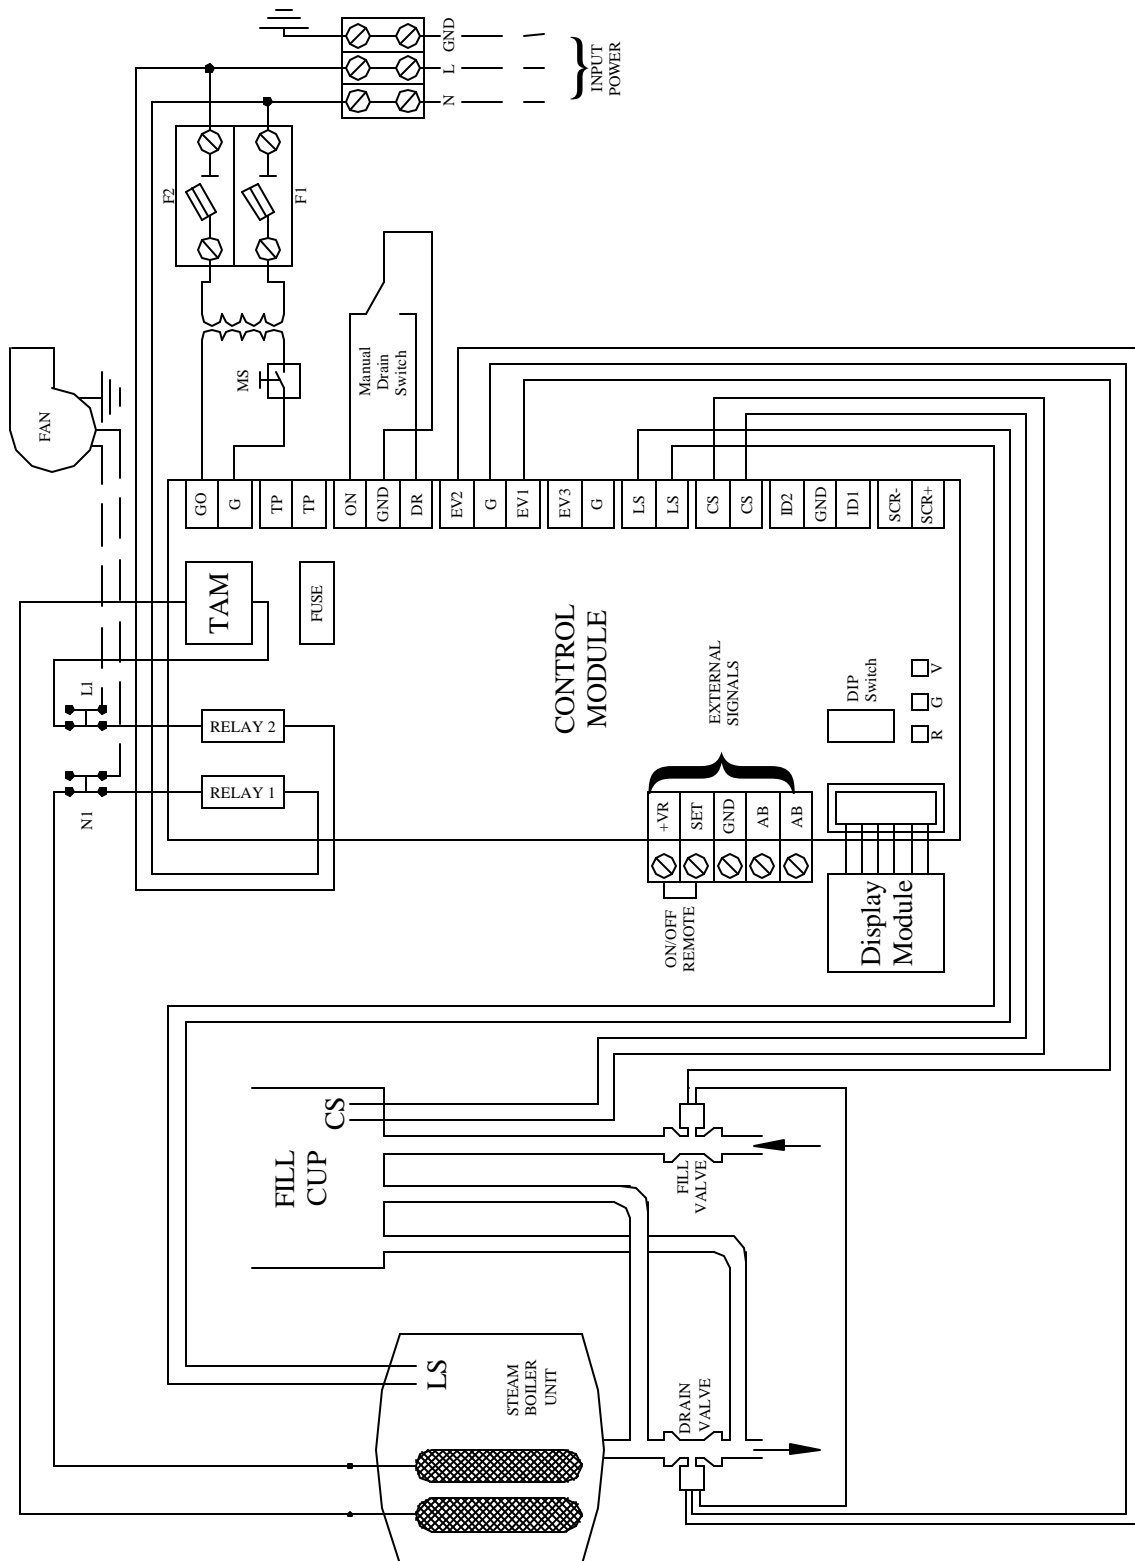 GND
L
N
INPUT
POWER
F2
F1
FAN
MS
Manual
Drain
Switch
GO
G
TP
TP
ON
GND
DR
EV2
G
EV1
EV3
G
LS
LS
CS
CS
ID2
GND
ID1
SCR-
SCR+
TAM
FUSE
L1
N1
RELAY 2
RELAY 1
CONTROL
MODULE
EXTERNAL
SIGNALS
DIP
Switch
R
G
V
+VR
SET
GND
AB
AB
ON/OFF
REMOTE
Display
Module
CS
FILL
CUP
FILL
VALVE
LS
STEAM
BOILER
UNIT
DRAIN
VALVE